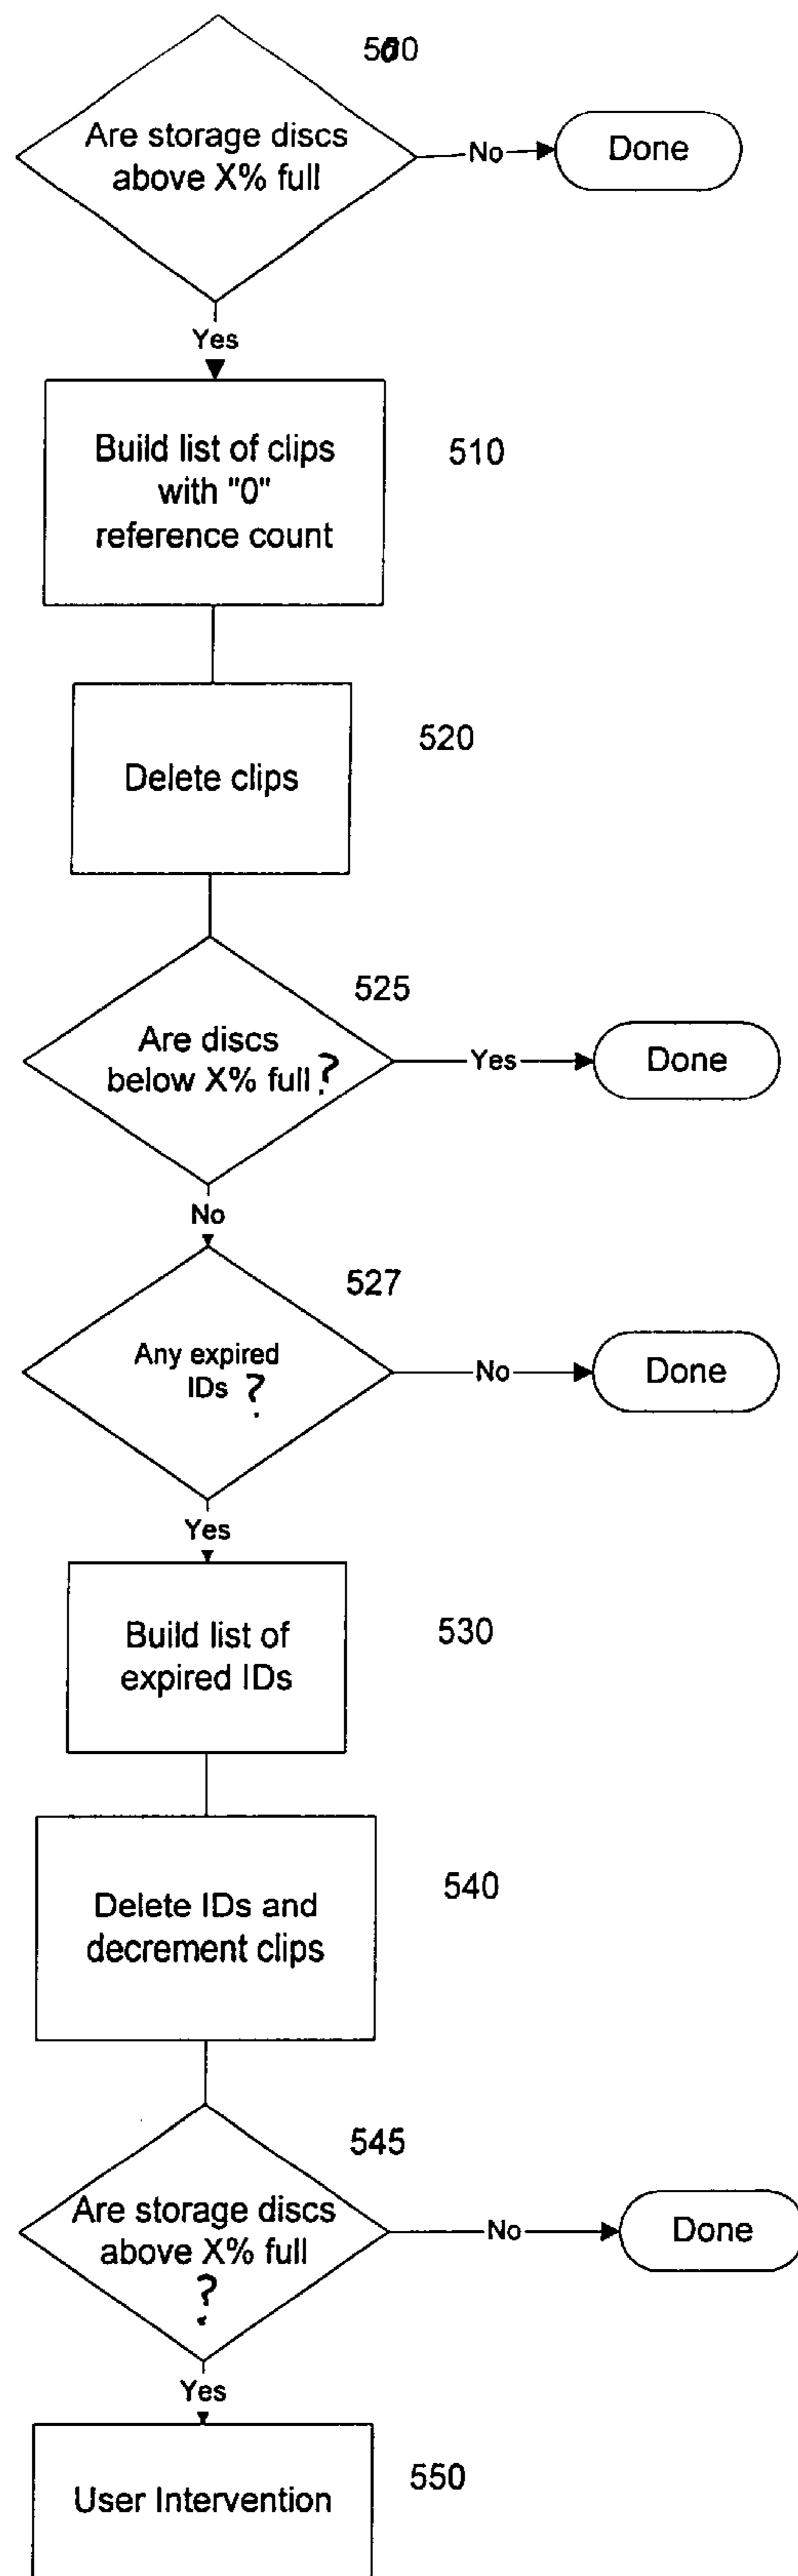 500
Are storage discs
above X% full
No
Done
Yes
Build list of clips
with "0"
reference count
510
Delete clips
520
525
Are discs
below X% full?
Yes
Done
No
527
Any expired
IDs ?
No
Done
Yes
Build list of
expired IDs
530
Delete IDs and
decrement clips
540
545
Are storage discs
above X% full
?
No
Done
Yes
User Intervention
550